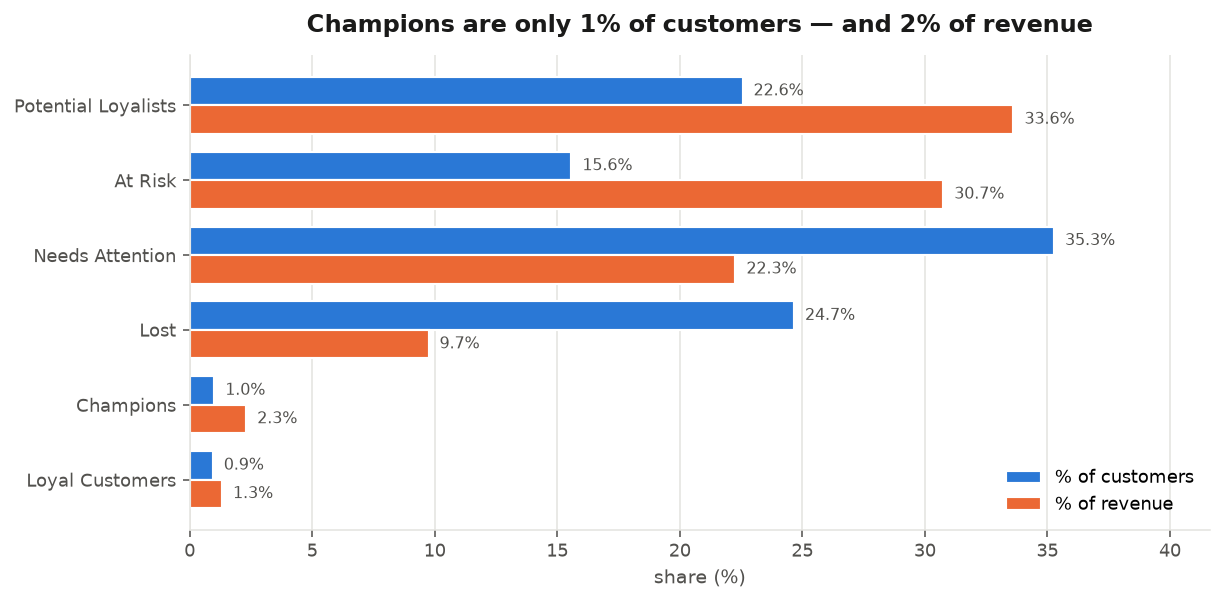 Champions are only 1% of customers — and 2% of revenue
Potential Loyalists
22.6%
33.6%
At Risk
15.6%
30.7%
Needs Attention
35.3%
22.3%
Lost
24.7%
9.7%
Champions
1.0%
2.3%
Loyal Customers
0.9%
1.3%
% of customers
% of revenue
0 5 10 15 20 25 30 35 40
share (%)